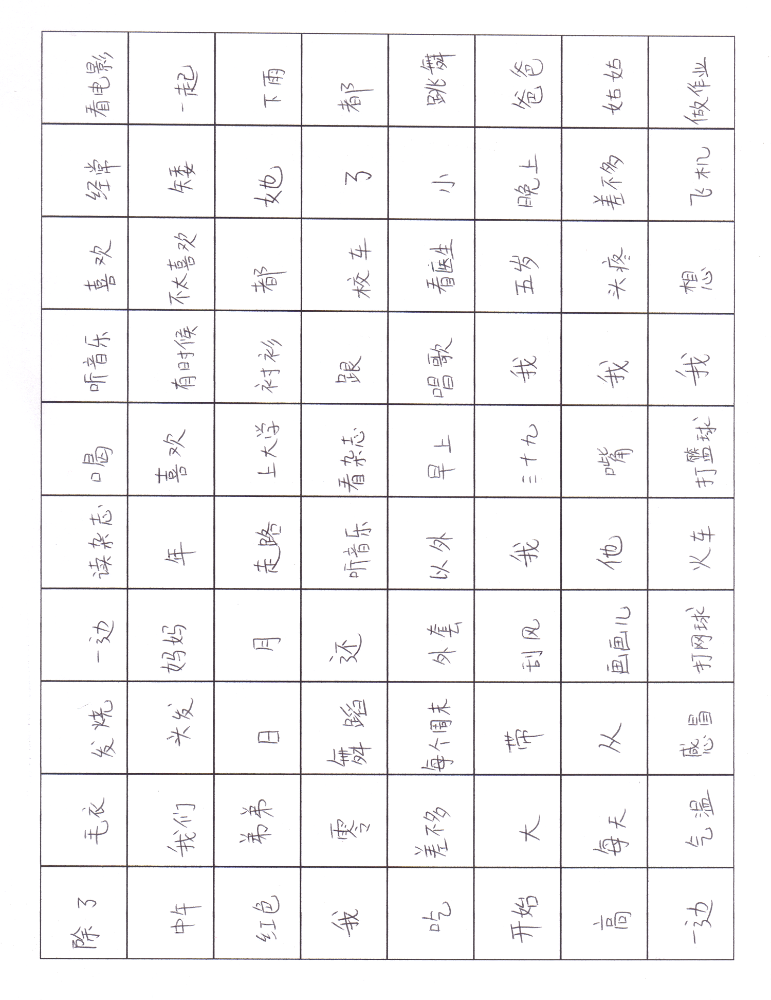 除了 毛衣 发烧 一边 读杂志 喝 听音乐 喜欢 经常 看电影
中午 我们 头发 妈妈 年 喜欢 有时候 不太喜欢 矮 一起
红色 弟弟 日 月 走路 上大学 衬衫 都 她 下雨
我 零 舞蹈 还 听音乐 看杂志 跟 校车 了 都
吃 差不多 每个周末 外套 以外 早上 唱歌 看医生 小 跳舞
开始 大 带 刮风 我 三十九 我 五岁 晚上 爸爸
高 每天 从 画画儿 他 嘴 我 头疼 差不多 姑姑
一边 气温 感冒 打网球 火车 打篮球 我 想 飞机 做作业